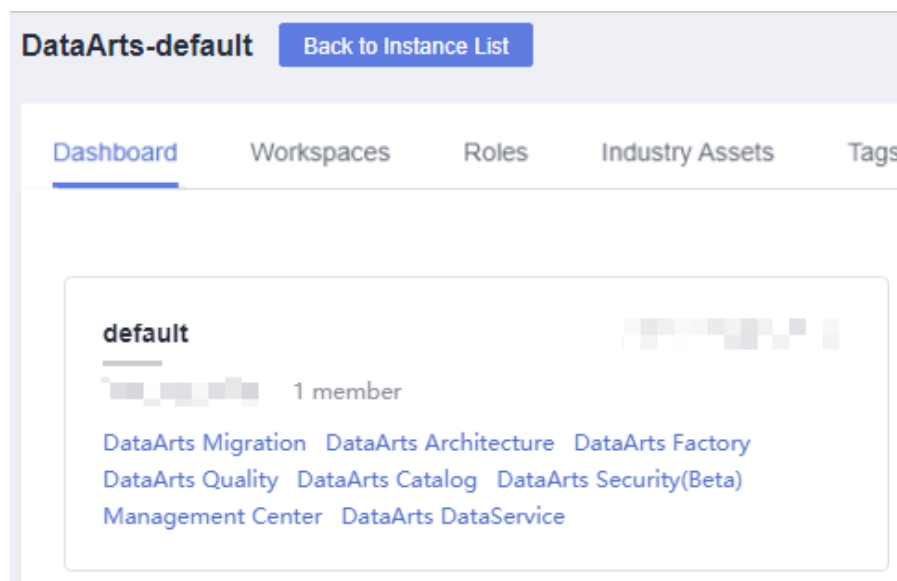 DataArts-default Back to Instance List
Dashboard Workspaces Roles Industry Assets Tags
default
1 member
DataArts Migration DataArts Architecture DataArts Factory
DataArts Quality DataArts Catalog DataArts Security(Beta)
Management Center DataArts DataService